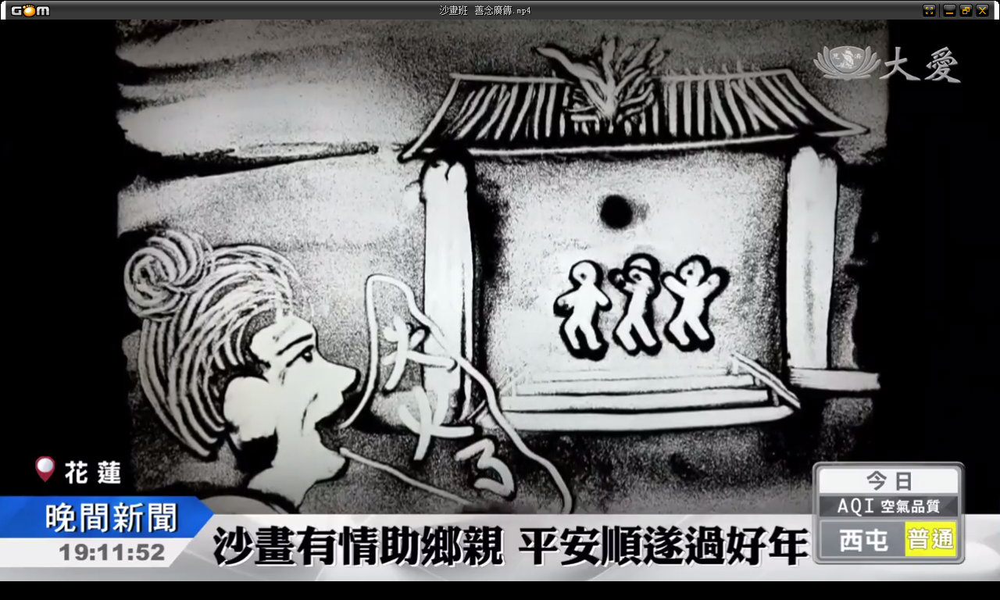 GOM
沙畫班 善念廣傳.mp4
大愛
火火了
花蓮
晚間新聞
19:11:52
沙畫有情助鄉親 平安順遂過好年
今日
AQI 空氣品質
西屯 普通